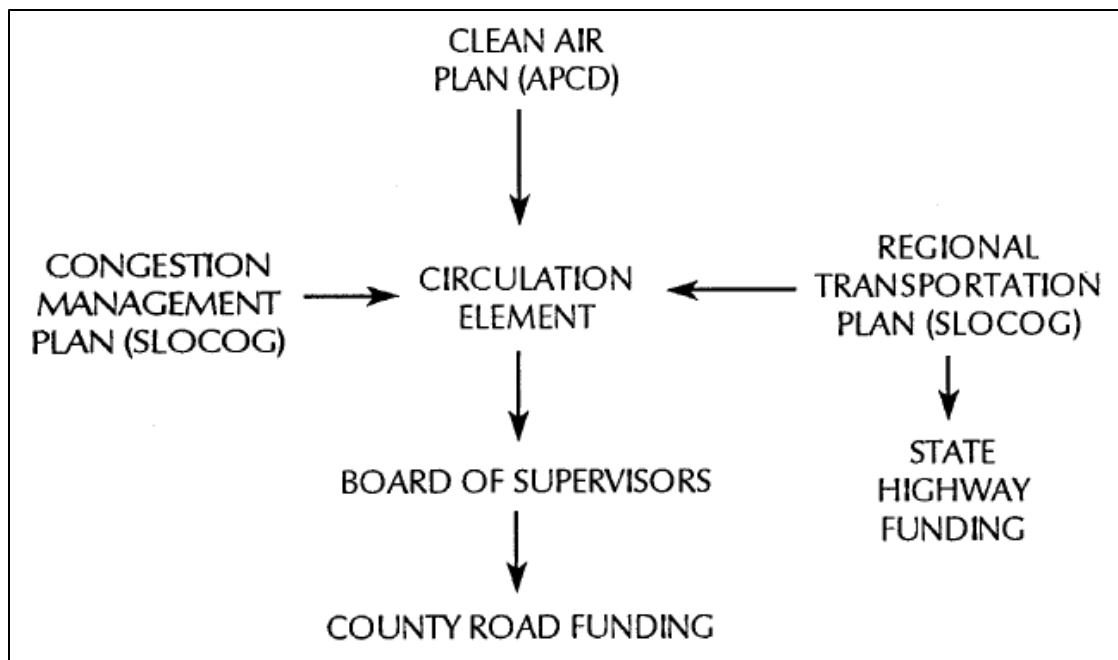 CLEAN AIR
PLAN (APCD)
CONGESTION
MANAGEMENT
PLAN (SLOCOG)
CIRCULATION
ELEMENT
REGIONAL
TRANSPORTATION
PLAN (SLOCOG)
BOARD OF SUPERVISORS
STATE
HIGHWAY
FUNDING
COUNTY ROAD FUNDING